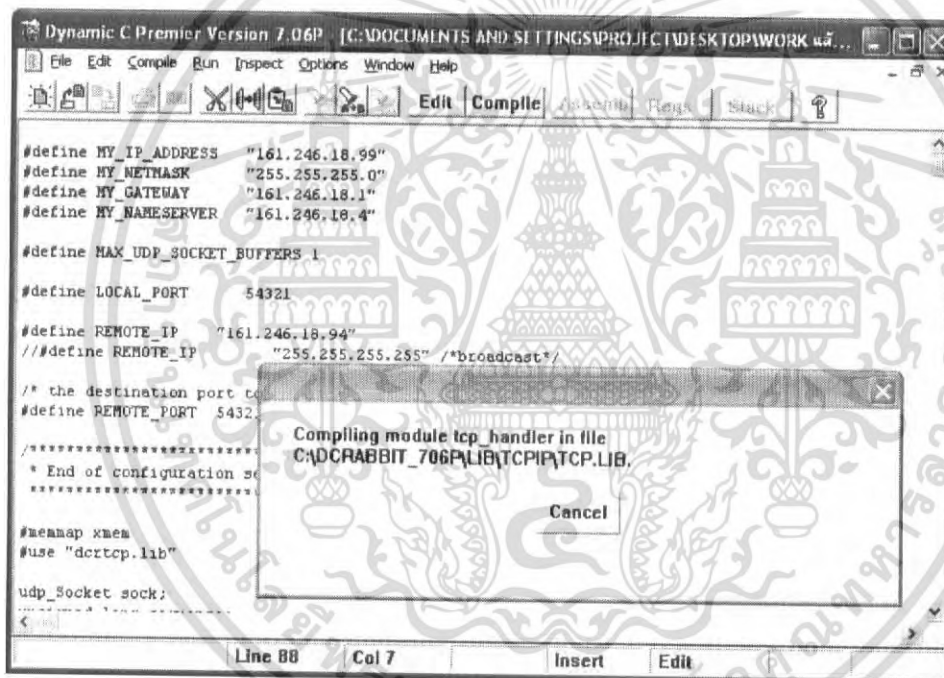 Dynamic C Premier Version 7.06P [C:\DOCUMENTS AND SETTINGS\PROJECT\DESKTOP\WORK แล้...
File Edit Compile Run Inspect Options Window Help
Edit Compile Assemb Regs Stack
#define MY_IP_ADDRESS "161.246.18.99"
#define MY_NETMASK "255.255.255.0"
#define MY_GATEWAY "161.246.18.1"
#define MY_NAMESERVER "161.246.18.4"
#define MAX_UDP_SOCKET_BUFFERS 1
#define LOCAL_PORT 54321
#define REMOTE_IP "161.246.18.94"
//#define REMOTE_IP "255.255.255.255" /*broadcast*/
/* the destination port to
#define REMOTE_PORT 5432
/******************************
* End of configuration se
******************************
#memmap xmem
#use "dcrtcp.lib"
udp_Socket sock;
Compiling module tcp_handler in file
C:\DCRABBIT_706P\LIB\TCPIP\TCP.LIB.
Cancel
Line 88 Col 7 Insert Edit